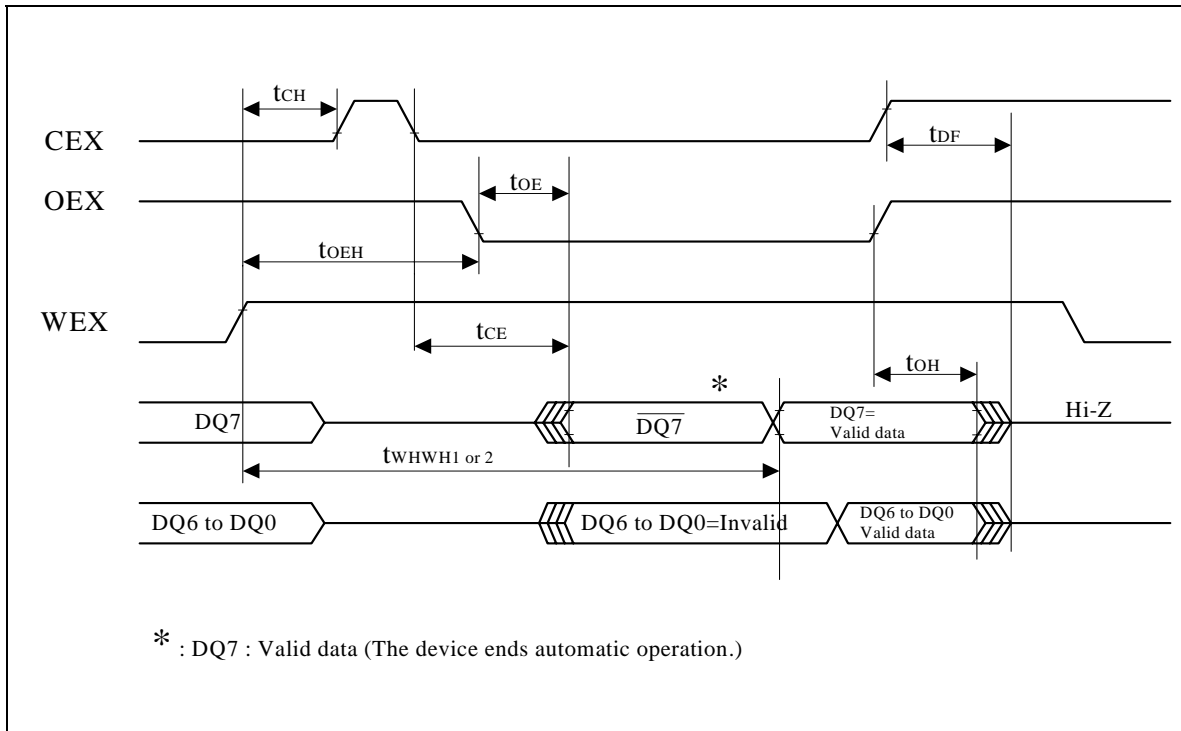 tCH
CEX
tDF
OEX
tOE
tOEH
WEX
tCE
tOH
*
DQ7
DQ7
DQ7=
Valid data
Hi-Z
tWHWH1 or 2
DQ6 to DQ0
DQ6 to DQ0=Invalid
DQ6 to DQ0
Valid data
* : DQ7 : Valid data (The device ends automatic operation.)